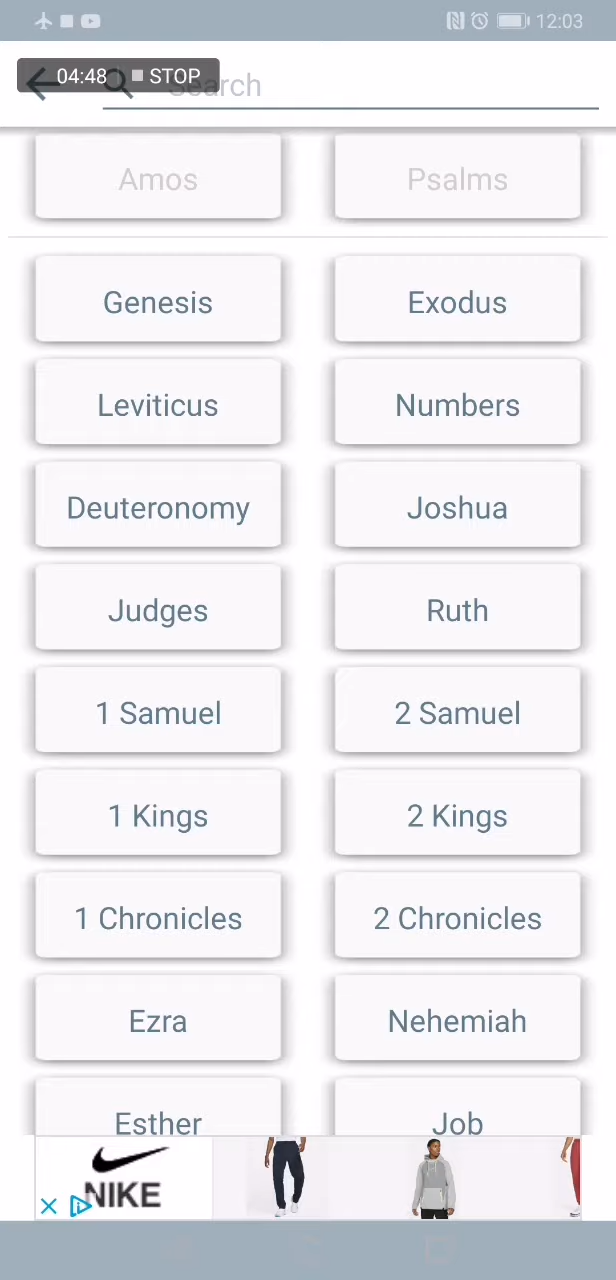 12:03
04:48 STOP
Search
Amos Psalms
Genesis Exodus
Leviticus Numbers
Deuteronomy Joshua
Judges Ruth
1 Samuel 2 Samuel
1 Kings 2 Kings
1 Chronicles 2 Chronicles
Ezra Nehemiah
Esther Job
NIKE